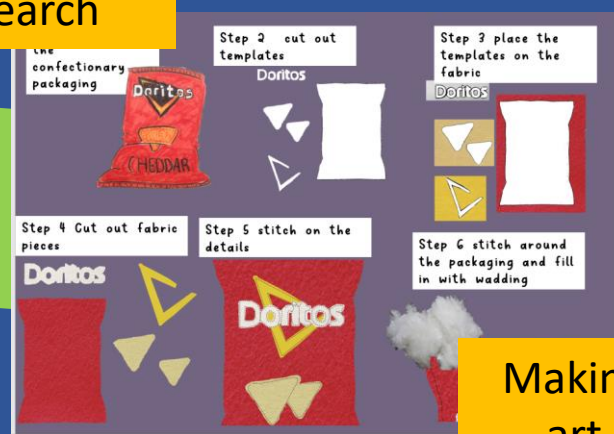 earch
the
confectionary
packaging
Doritos
CHEDDAR
Step 2 cut out
templates
Doritos
Step 3 place the
templates on the
fabric
Doritos
Step 4 Cut out fabric
pieces
Doritos
Step 5 stitch on the
details
Doritos
Step 6 stitch around
the packaging and fill
in with wadding
Makin
art